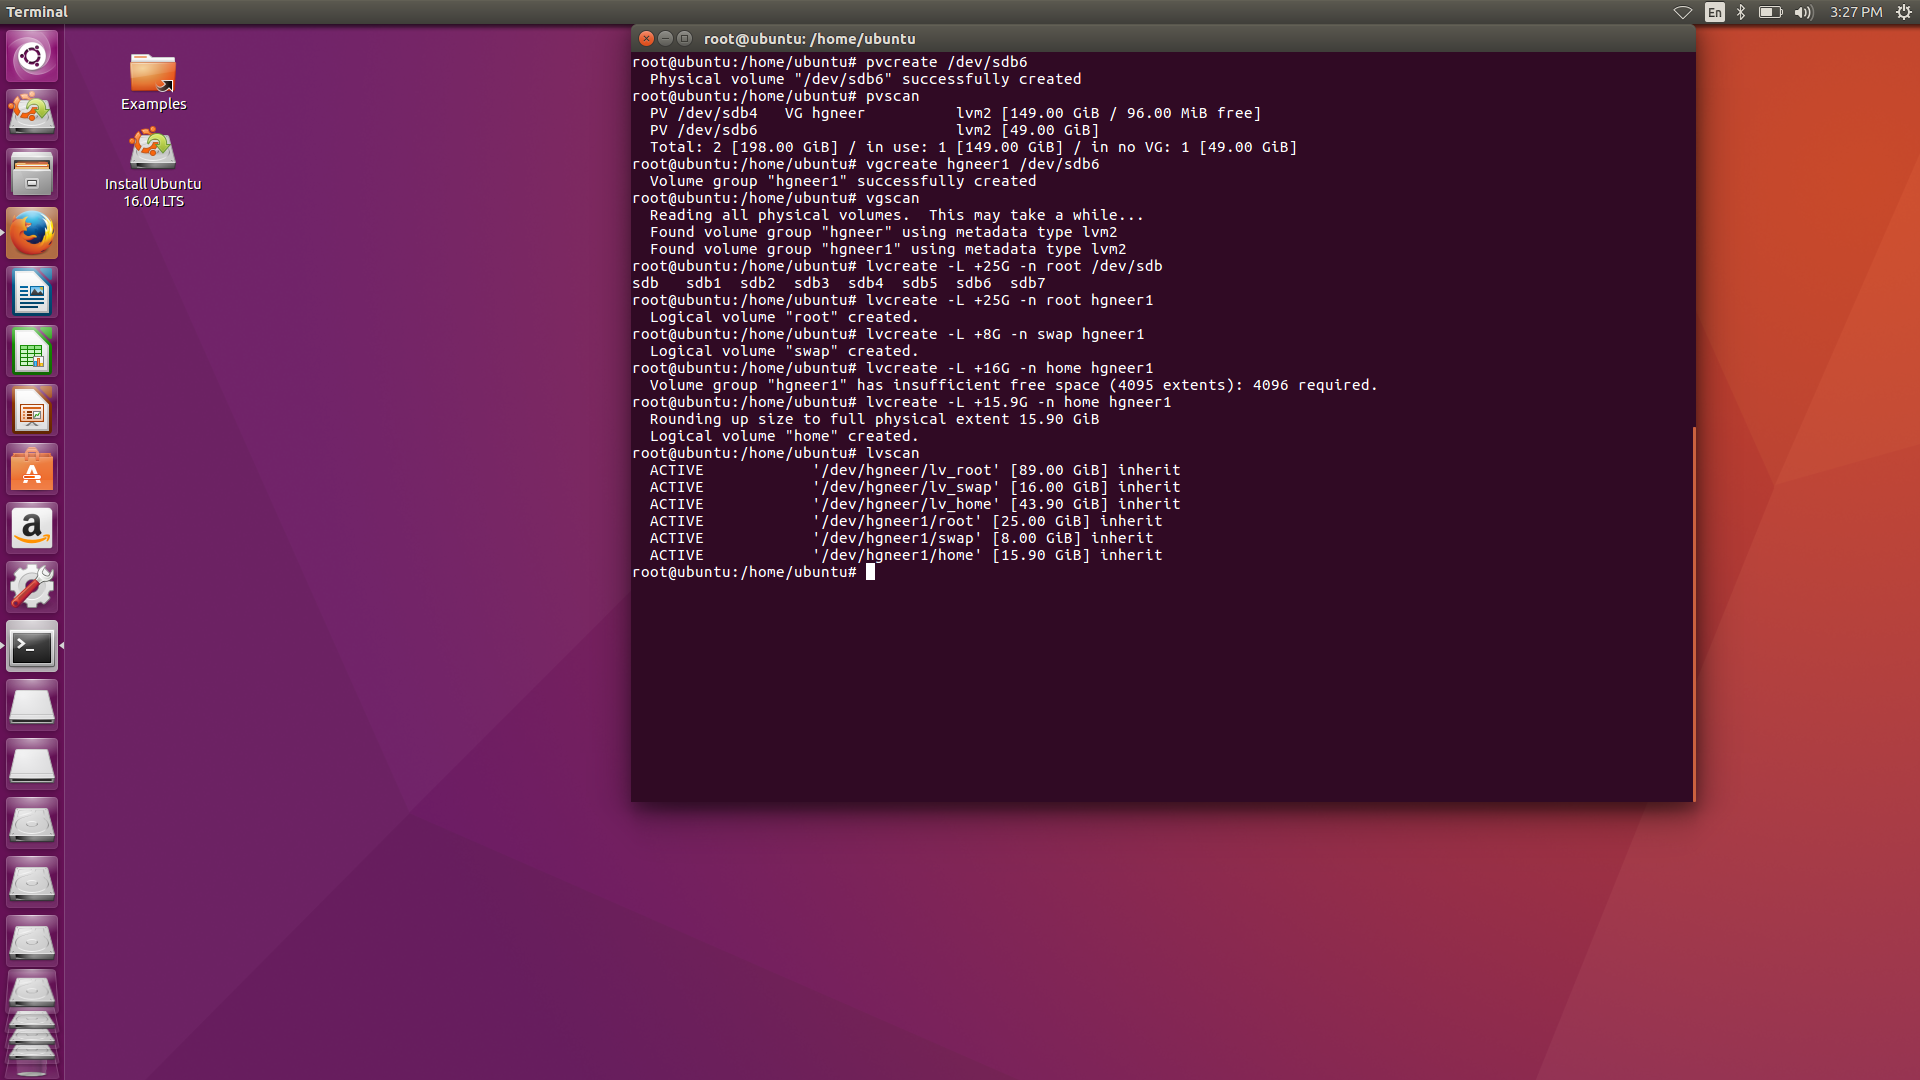 Terminal
En
3:27 PM
Examples
Install Ubuntu
16.04 LTS
root@ubuntu: /home/ubuntu
root@ubuntu:/home/ubuntu# pvcreate /dev/sdb6
  Physical volume "/dev/sdb6" successfully created
root@ubuntu:/home/ubuntu# pvscan
  PV /dev/sdb4   VG hgneer          lvm2 [149.00 GiB / 96.00 MiB free]
  PV /dev/sdb6                      lvm2 [49.00 GiB]
  Total: 2 [198.00 GiB] / in use: 1 [149.00 GiB] / in no VG: 1 [49.00 GiB]
root@ubuntu:/home/ubuntu# vgcreate hgneer1 /dev/sdb6
  Volume group "hgneer1" successfully created
root@ubuntu:/home/ubuntu# vgscan
  Reading all physical volumes.  This may take a while...
  Found volume group "hgneer" using metadata type lvm2
  Found volume group "hgneer1" using metadata type lvm2
root@ubuntu:/home/ubuntu# lvcreate -L +25G -n root /dev/sdb
sdb   sdb1  sdb2  sdb3  sdb4  sdb5  sdb6  sdb7
root@ubuntu:/home/ubuntu# lvcreate -L +25G -n root hgneer1
  Logical volume "root" created.
root@ubuntu:/home/ubuntu# lvcreate -L +8G -n swap hgneer1
  Logical volume "swap" created.
root@ubuntu:/home/ubuntu# lvcreate -L +16G -n home hgneer1
  Volume group "hgneer1" has insufficient free space (4095 extents): 4096 required.
root@ubuntu:/home/ubuntu# lvcreate -L +15.9G -n home hgneer1
  Rounding up size to full physical extent 15.90 GiB
  Logical volume "home" created.
root@ubuntu:/home/ubuntu# lvscan
  ACTIVE            '/dev/hgneer/lv_root' [89.00 GiB] inherit
  ACTIVE            '/dev/hgneer/lv_swap' [16.00 GiB] inherit
  ACTIVE            '/dev/hgneer/lv_home' [43.90 GiB] inherit
  ACTIVE            '/dev/hgneer1/root' [25.00 GiB] inherit
  ACTIVE            '/dev/hgneer1/swap' [8.00 GiB] inherit
  ACTIVE            '/dev/hgneer1/home' [15.90 GiB] inherit
root@ubuntu:/home/ubuntu#